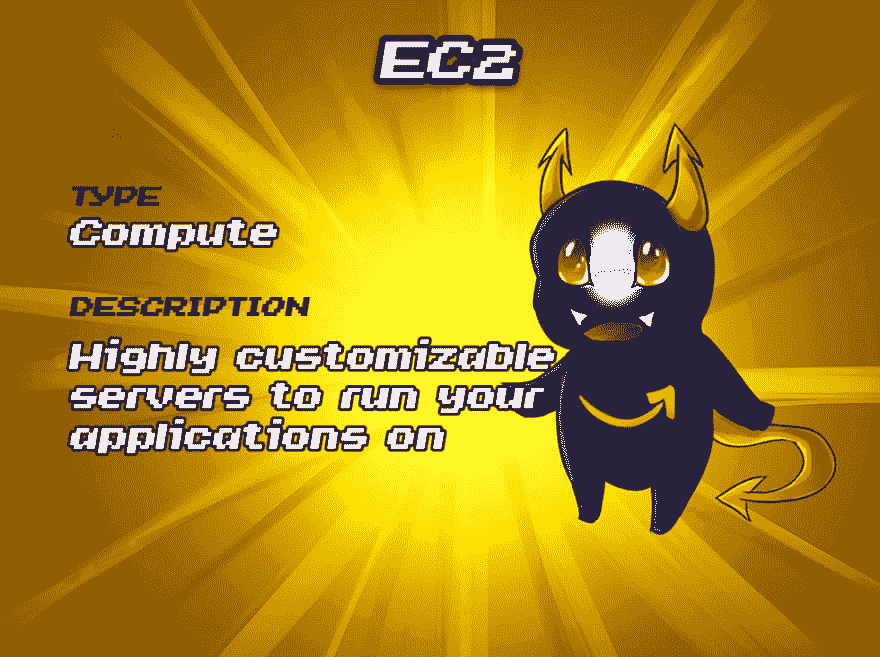 EC2
TYPE
Compute
DESCRIPTION
Highly customizable
servers to run your
applications on